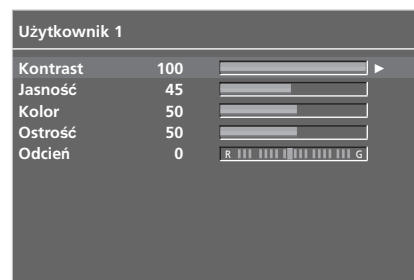 Użytkownik 1
Kontrast 100
Jasność 45
Kolor 50
Ostrość 50
Odcień 0 R G